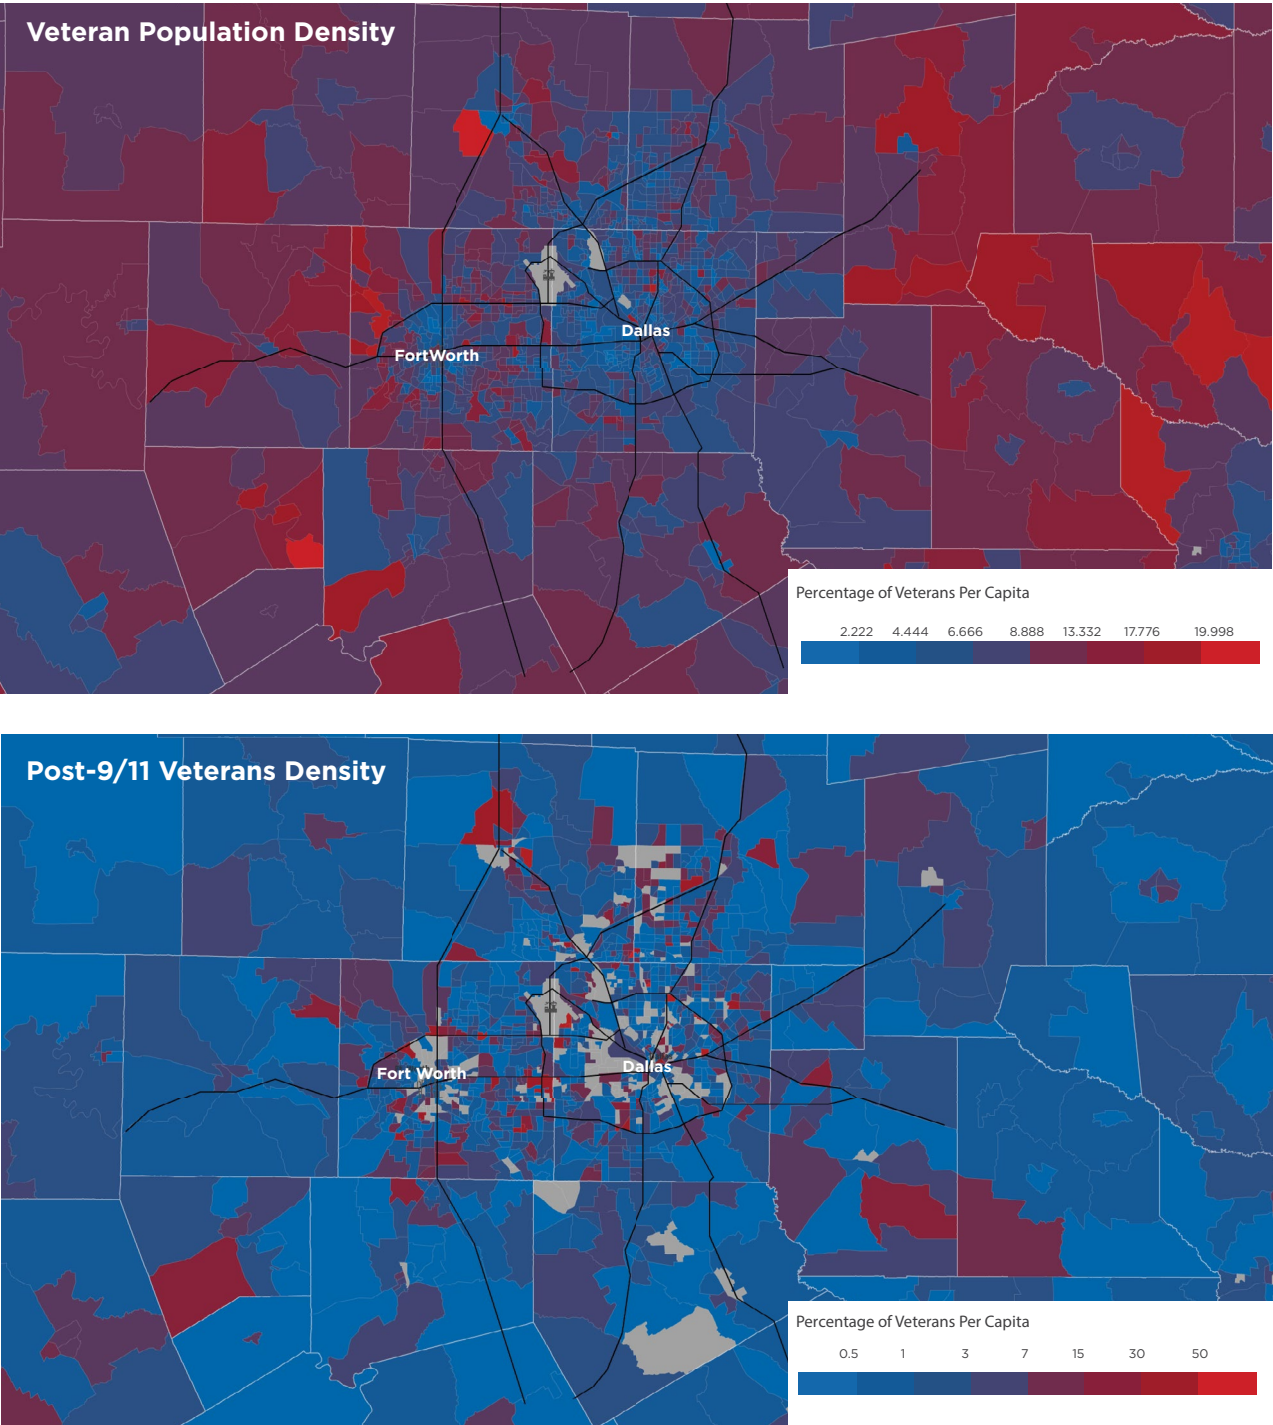 Veteran Population Density
Dallas
FortWorth
Percentage of Veterans Per Capita
2.222 4.444 6.666 8.888 13.332 17.776 19.998
Post-9/11 Veterans Density
Dallas
Fort Worth
Percentage of Veterans Per Capita
0.5 1 3 7 15 30 50